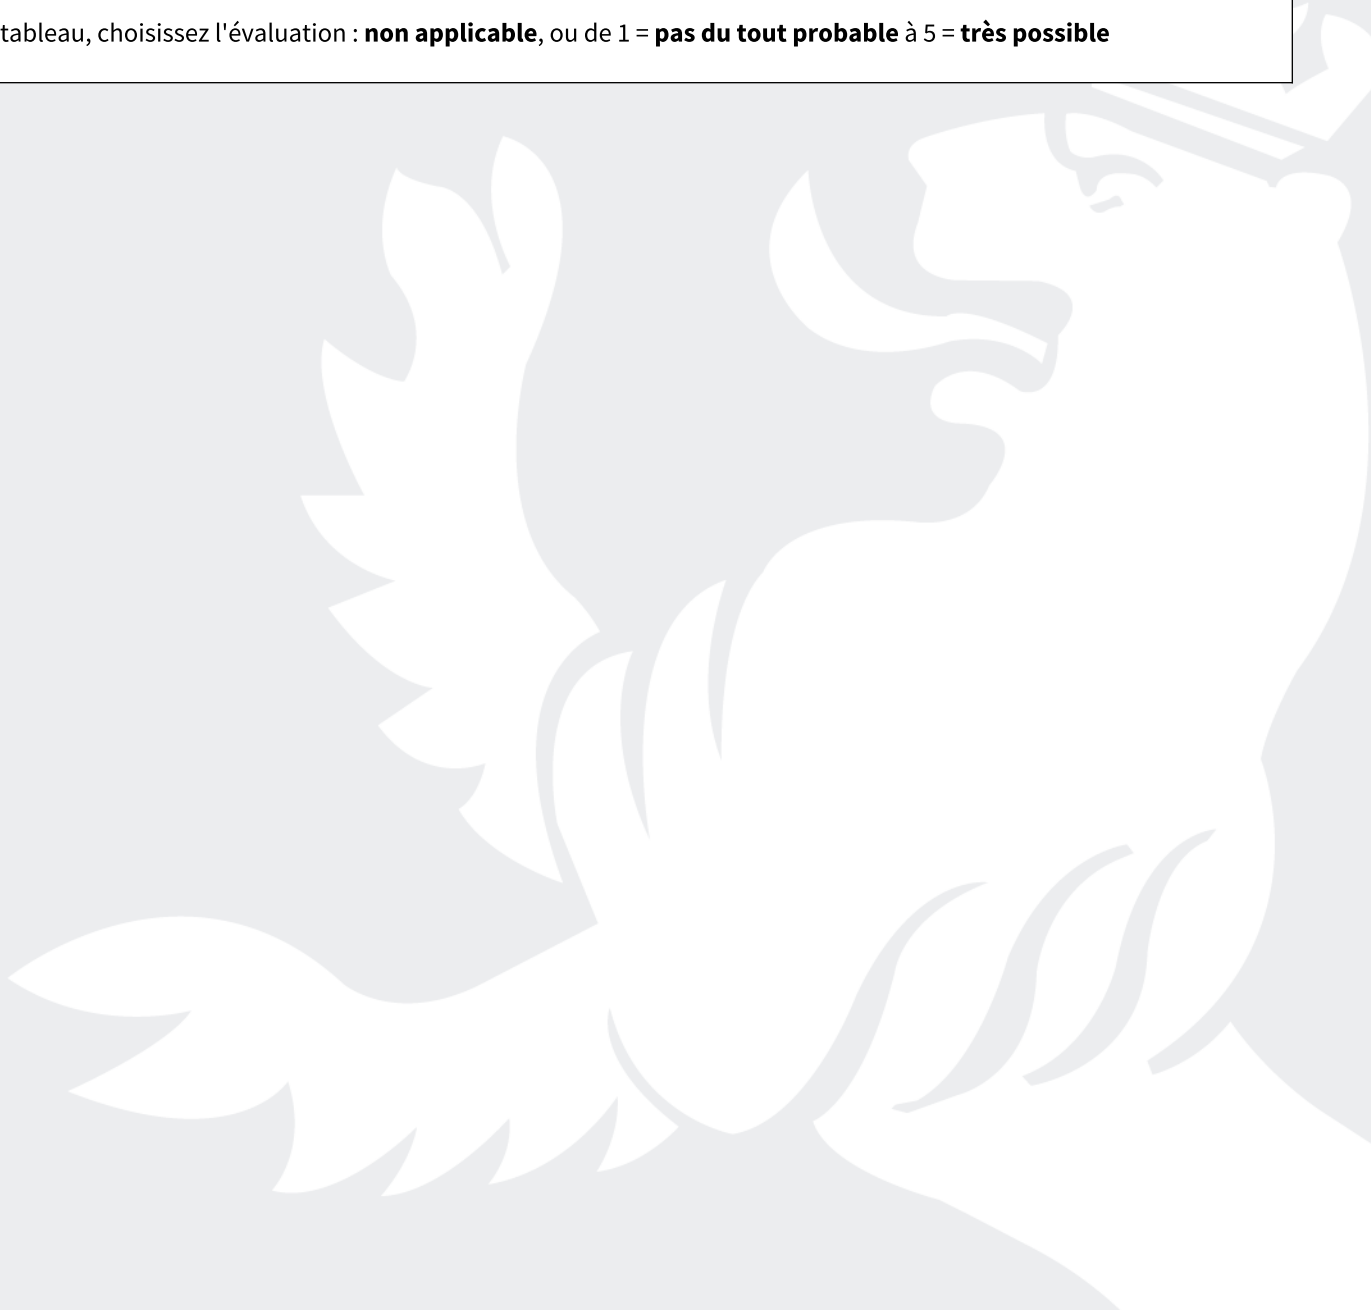 tableau, choisissez l'évaluation : non applicable, ou de 1 = pas du tout probable à 5 = très possible